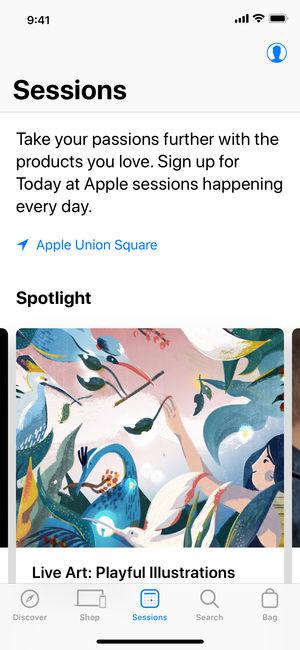 9:41
Sessions
Take your passions further with the
products you love. Sign up for
Today at Apple sessions happening
every day.
Apple Union Square
Spotlight
Live Art: Playful Illustrations
Discover
Shop
Sessions
Search
Bag